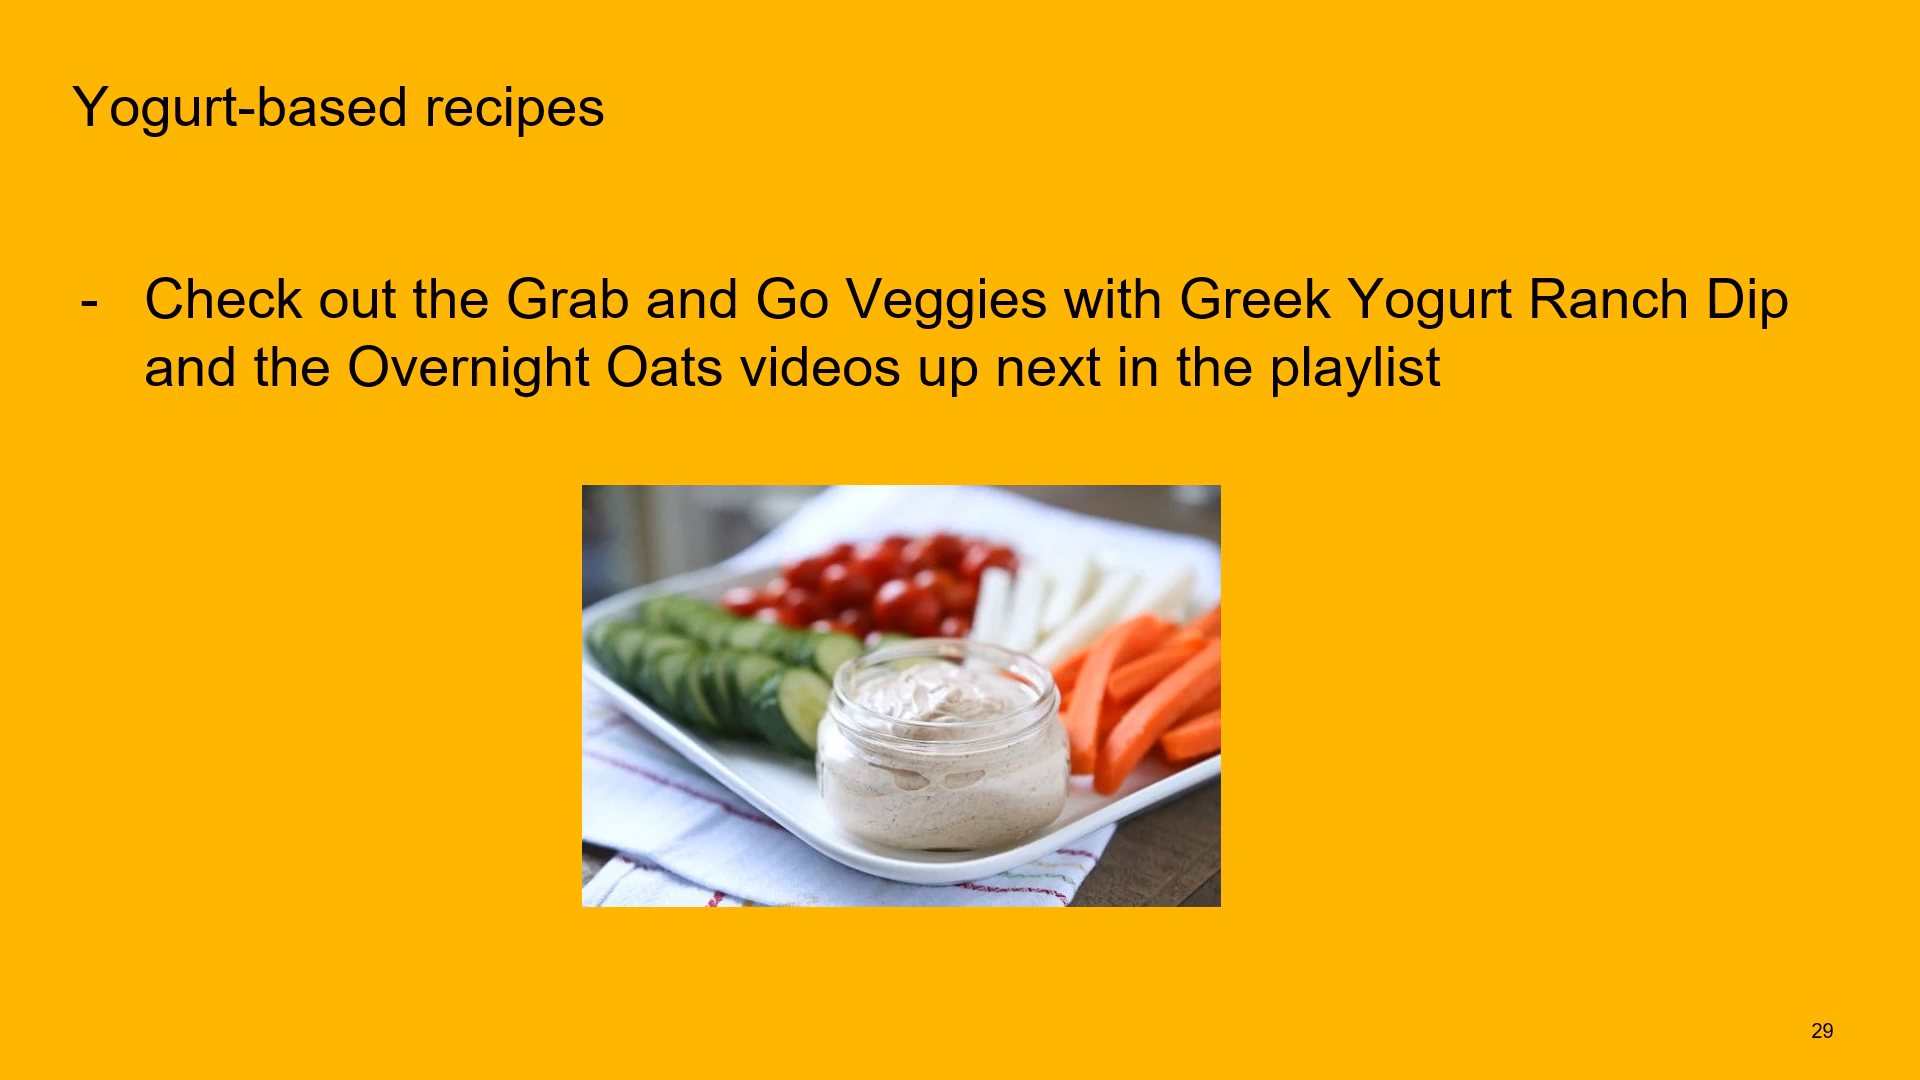 Yogurt-based recipes
- Check out the Grab and Go Veggies with Greek Yogurt Ranch Dip
and the Overnight Oats videos up next in the playlist
29